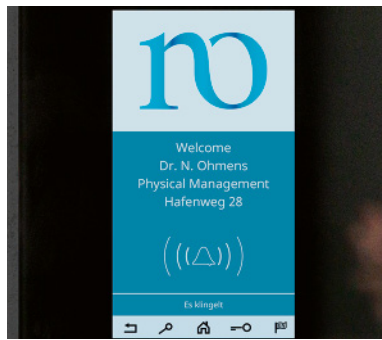 no
Welcome
Dr. N. Ohmens
Physical Management
Hafenweg 28
Es klingelt